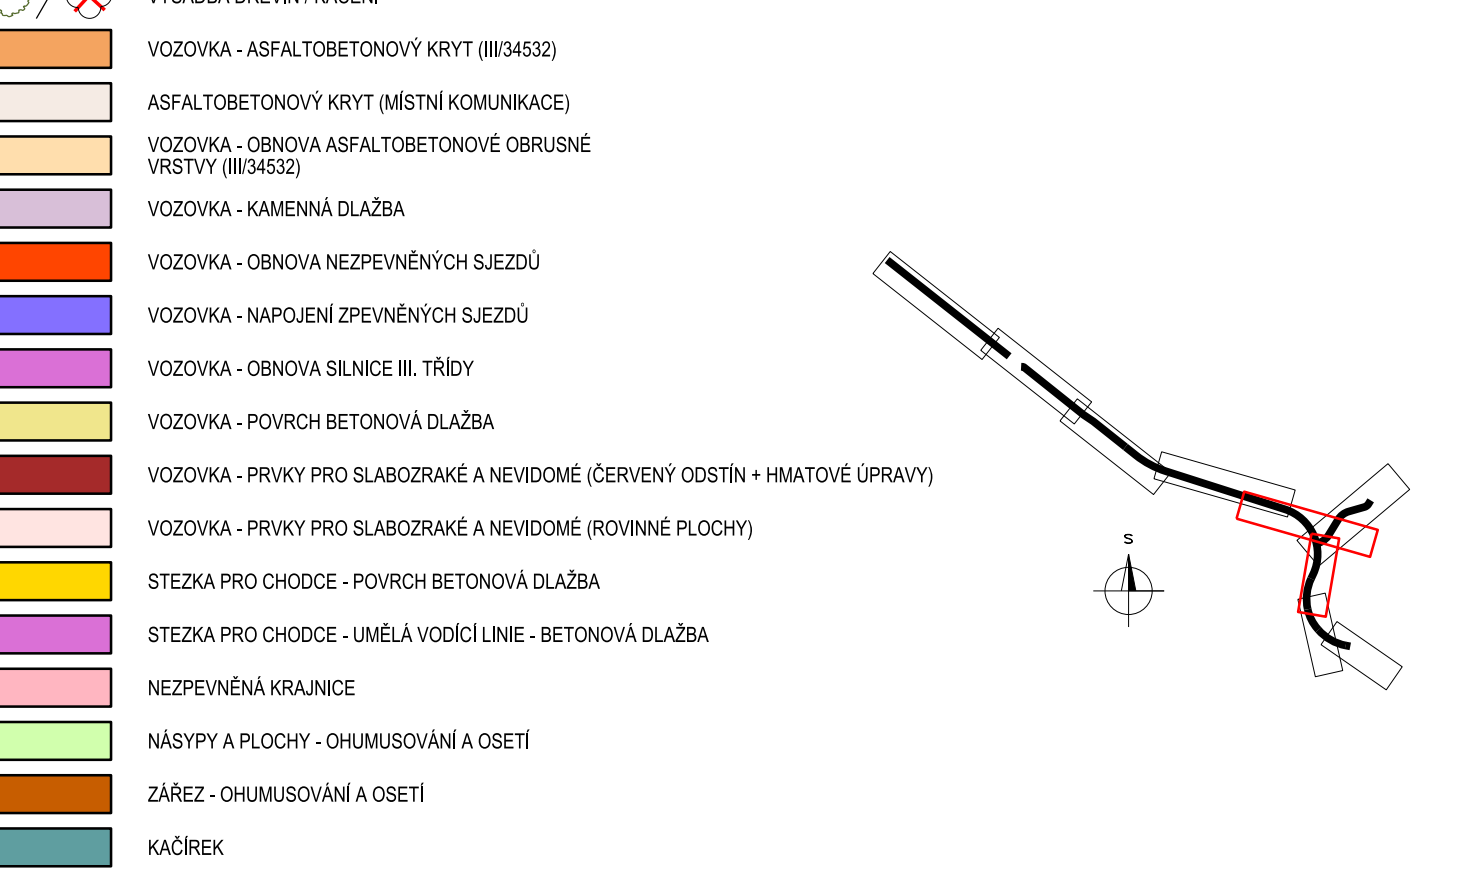 VOZOVKA - ASFALTOBETONOVÝ KRYT (III/34532)
ASFALTOBETONOVÝ KRYT (MÍSTNÍ KOMUNIKACE)
VOZOVKA - OBNOVA ASFALTOBETONOVÉ OBRUSNÉ
VRSTVY (III/34532)
VOZOVKA - KAMENNÁ DLAŽBA
VOZOVKA - OBNOVA NEZPEVNĚNÝCH SJEZDŮ
VOZOVKA - NAPOJENÍ ZPEVNĚNÝCH SJEZDŮ
VOZOVKA - OBNOVA SILNICE III. TŘÍDY
VOZOVKA - POVRCH BETONOVÁ DLAŽBA
VOZOVKA - PRVKY PRO SLABOZRAKÉ A NEVIDOMÉ (ČERVENÝ ODSTÍN + HMATOVÉ ÚPRAVY)
VOZOVKA - PRVKY PRO SLABOZRAKÉ A NEVIDOMÉ (ROVINNÉ PLOCHY)
STEZKA PRO CHODCE - POVRCH BETONOVÁ DLAŽBA
STEZKA PRO CHODCE - UMĚLÁ VODÍCÍ LINIE - BETONOVÁ DLAŽBA
NEZPEVNĚNÁ KRAJNICE
NÁSYPY A PLOCHY - OHUMUSOVÁNÍ A OSETÍ
ZÁŘEZ - OHUMUSOVÁNÍ A OSETÍ
KAČÍREK
S